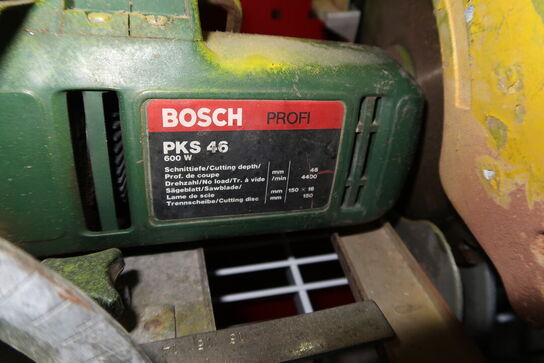 BOSCH PROFI
PKS 46
600 W
Schnittiefe/Cutting depth/ mm 46
Prof. de coupe
Drehzahl/No load/Tr. à vide /min 4400
Sägeblatt/Sawblade/ mm 150 x 16
Lame de scie
Trennscheibe/Cutting disc mm 150